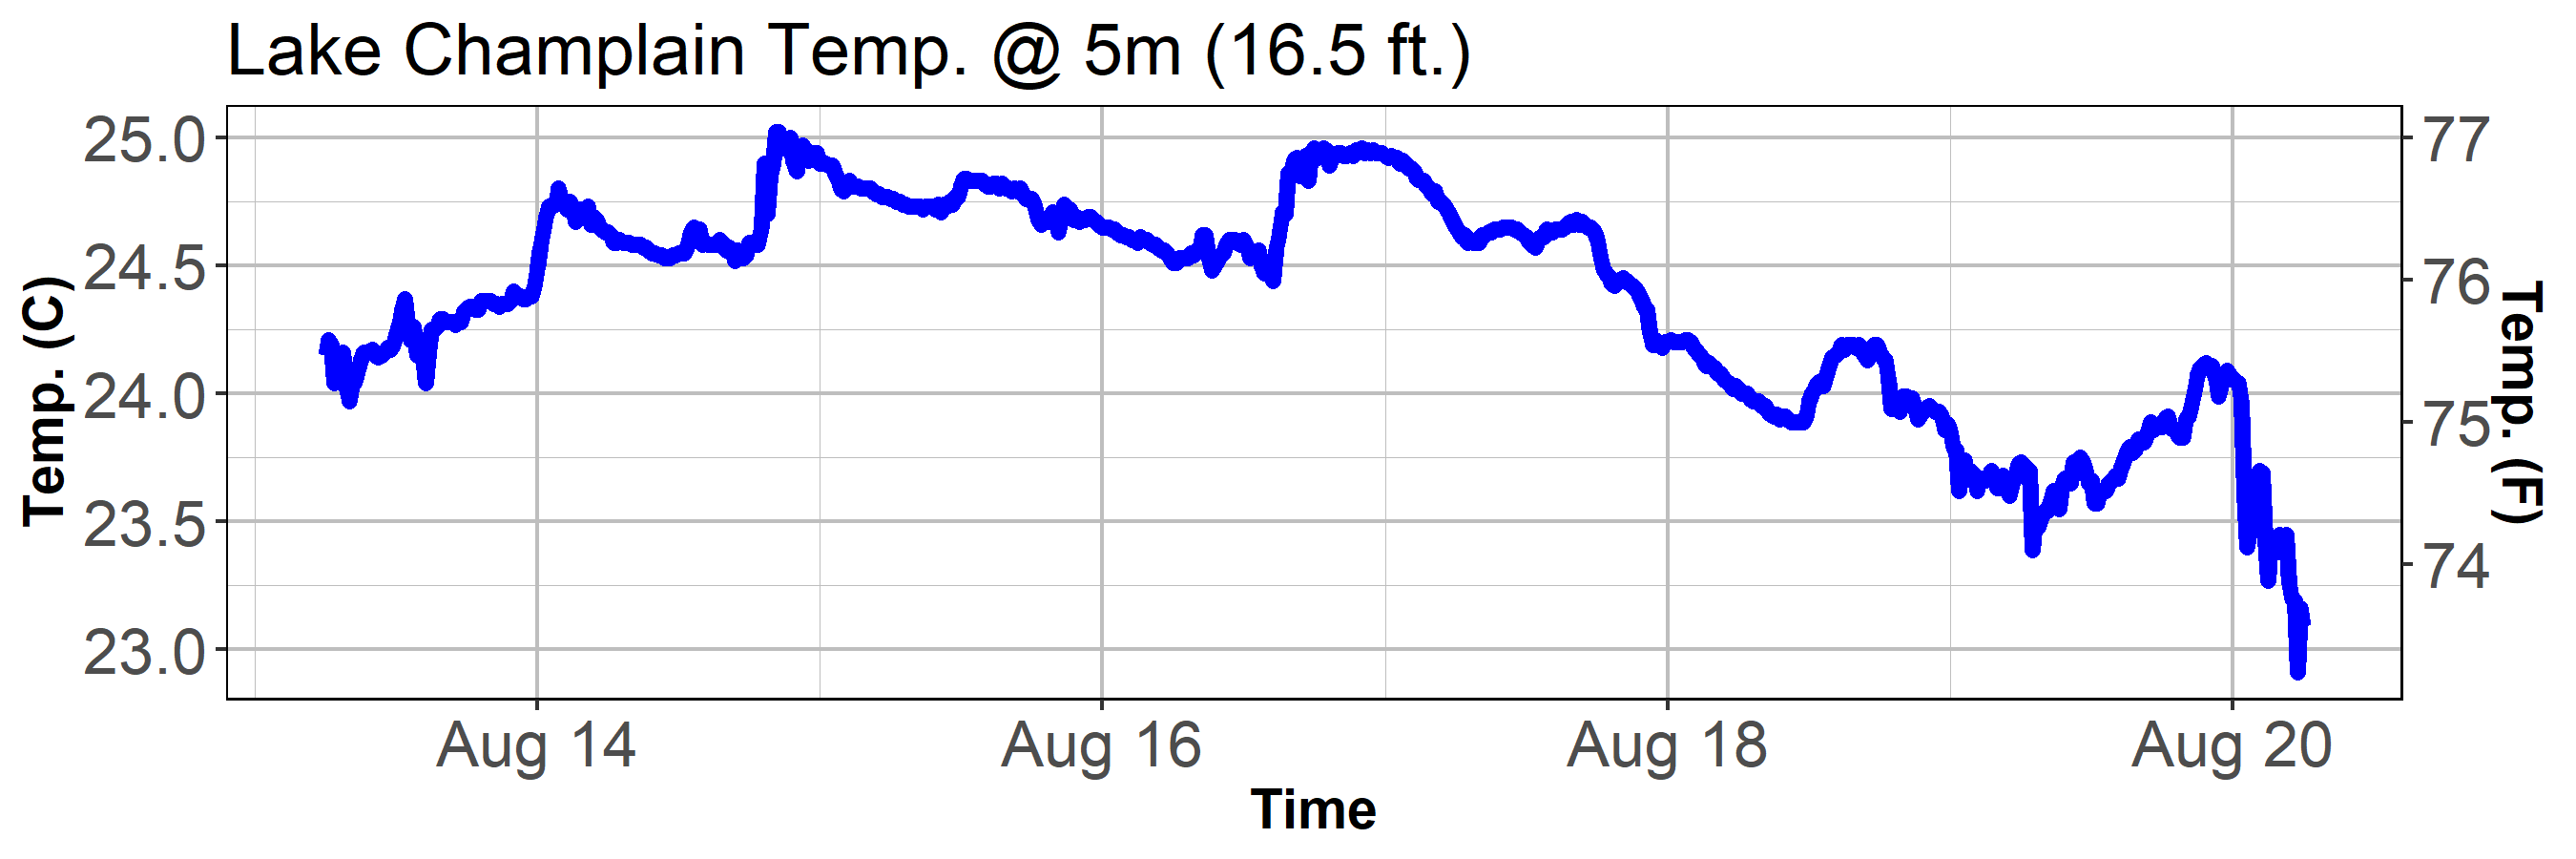 Lake Champlain Temp. @ 5m (16.5 ft.)
Temp. (C)
25.0
24.5
24.0
23.5
23.0
77
76
75
74
Temp. (F)
Aug 14 Aug 16 Aug 18 Aug 20
Time